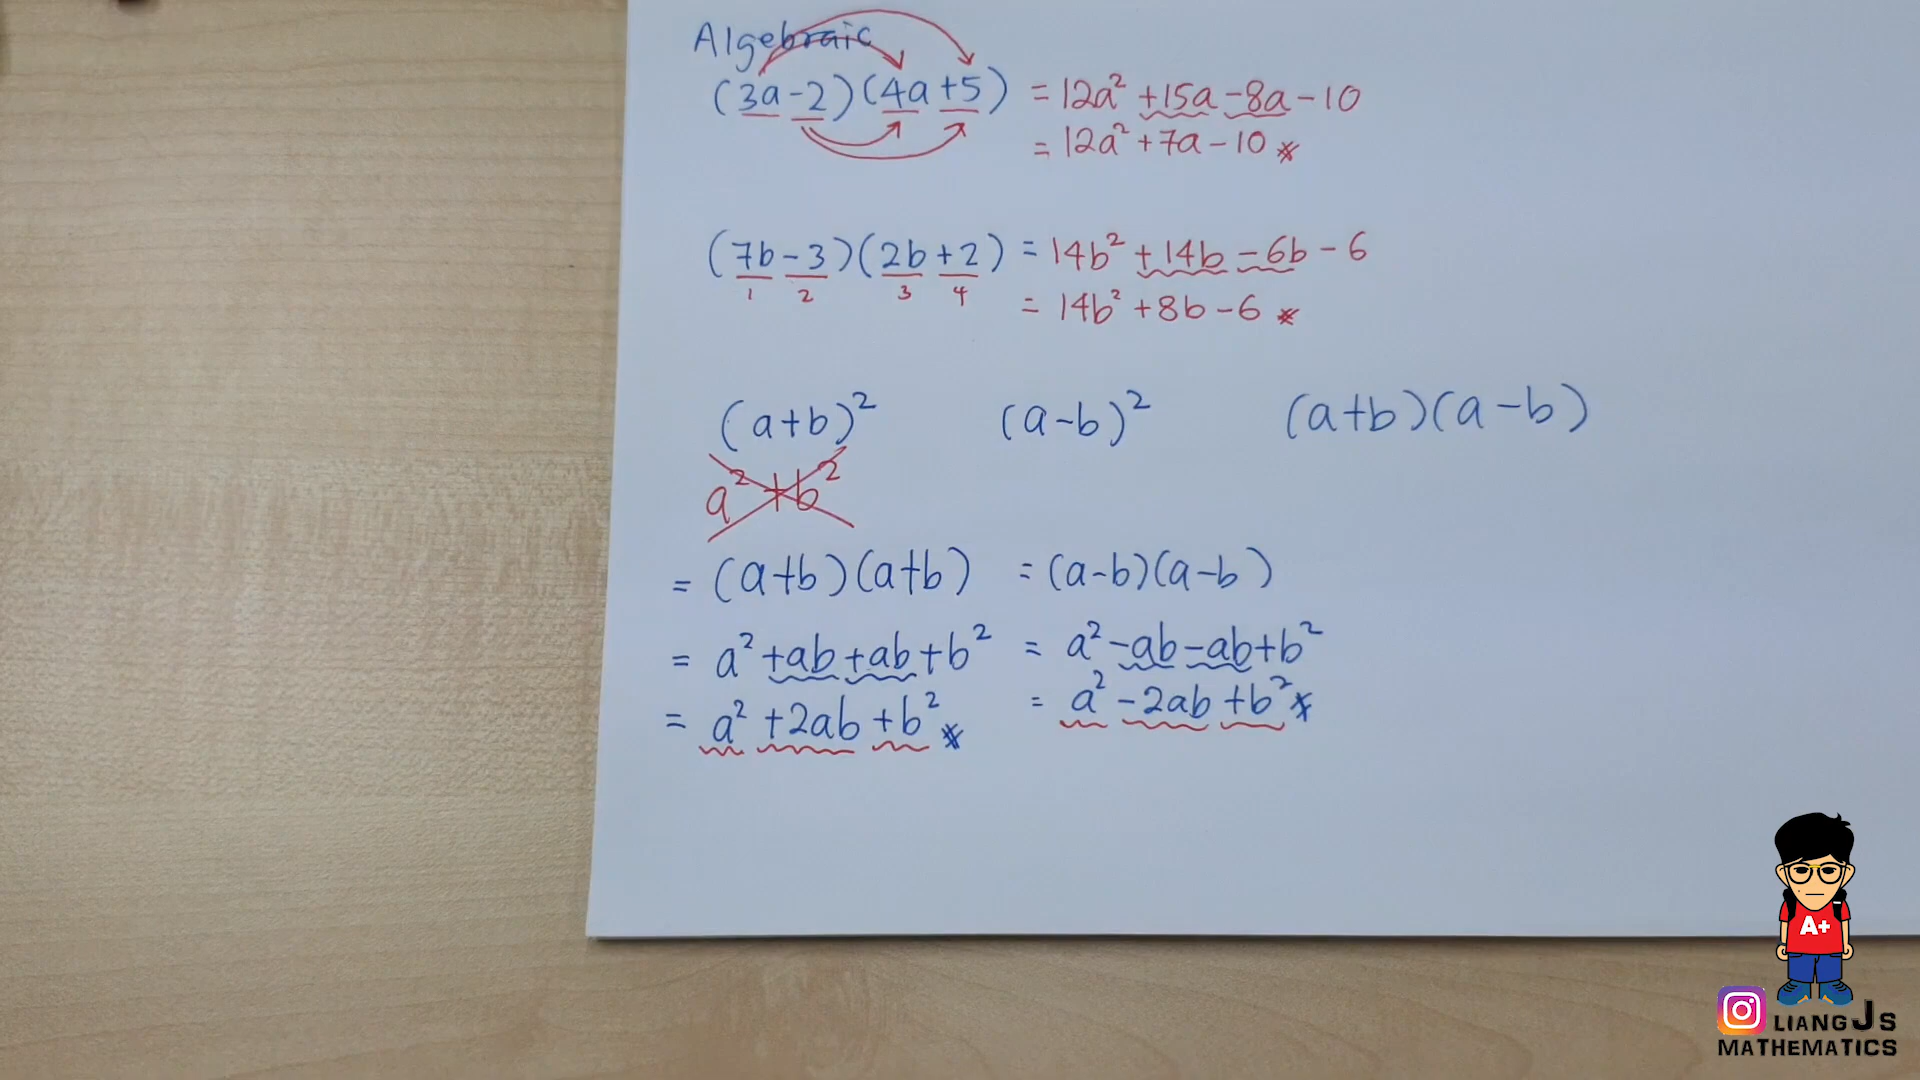 Algebraic
(3a-2)(4a+5) = 12a² +15a -8a -10
= 12a² +7a -10 *
(7b-3)(2b+2) = 14b² +14b -6b -6
1 2 3 4
= 14b² +8b -6 *
(a+b)² (a-b)² (a+b)(a-b)
a²+b²
= (a+b)(a+b) = (a-b)(a-b)
= a² +ab +ab +b² = a² -ab -ab +b²
= a² +2ab +b² * = a² -2ab +b² *
A+
LIANGJS
MATHEMATICS